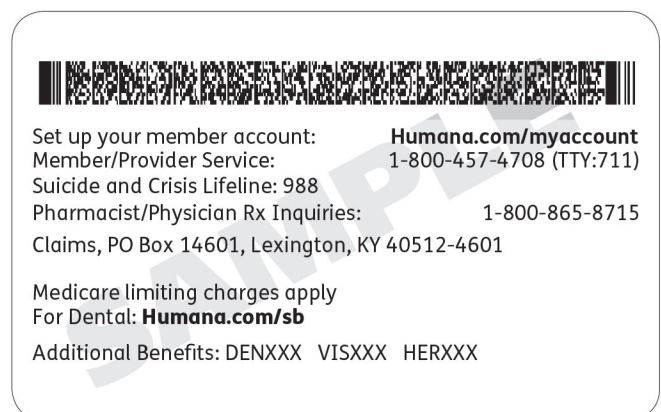 Set up your member account: Humana.com/myaccount
Member/Provider Service: 1-800-457-4708 (TTY:711)
Suicide and Crisis Lifeline: 988
Pharmacist/Physician Rx Inquiries: 1-800-865-8715
Claims, PO Box 14601, Lexington, KY 40512-4601
Medicare limiting charges apply
For Dental: Humana.com/sb
Additional Benefits: DENXXX VISXXX HERXXX
SAMPLE